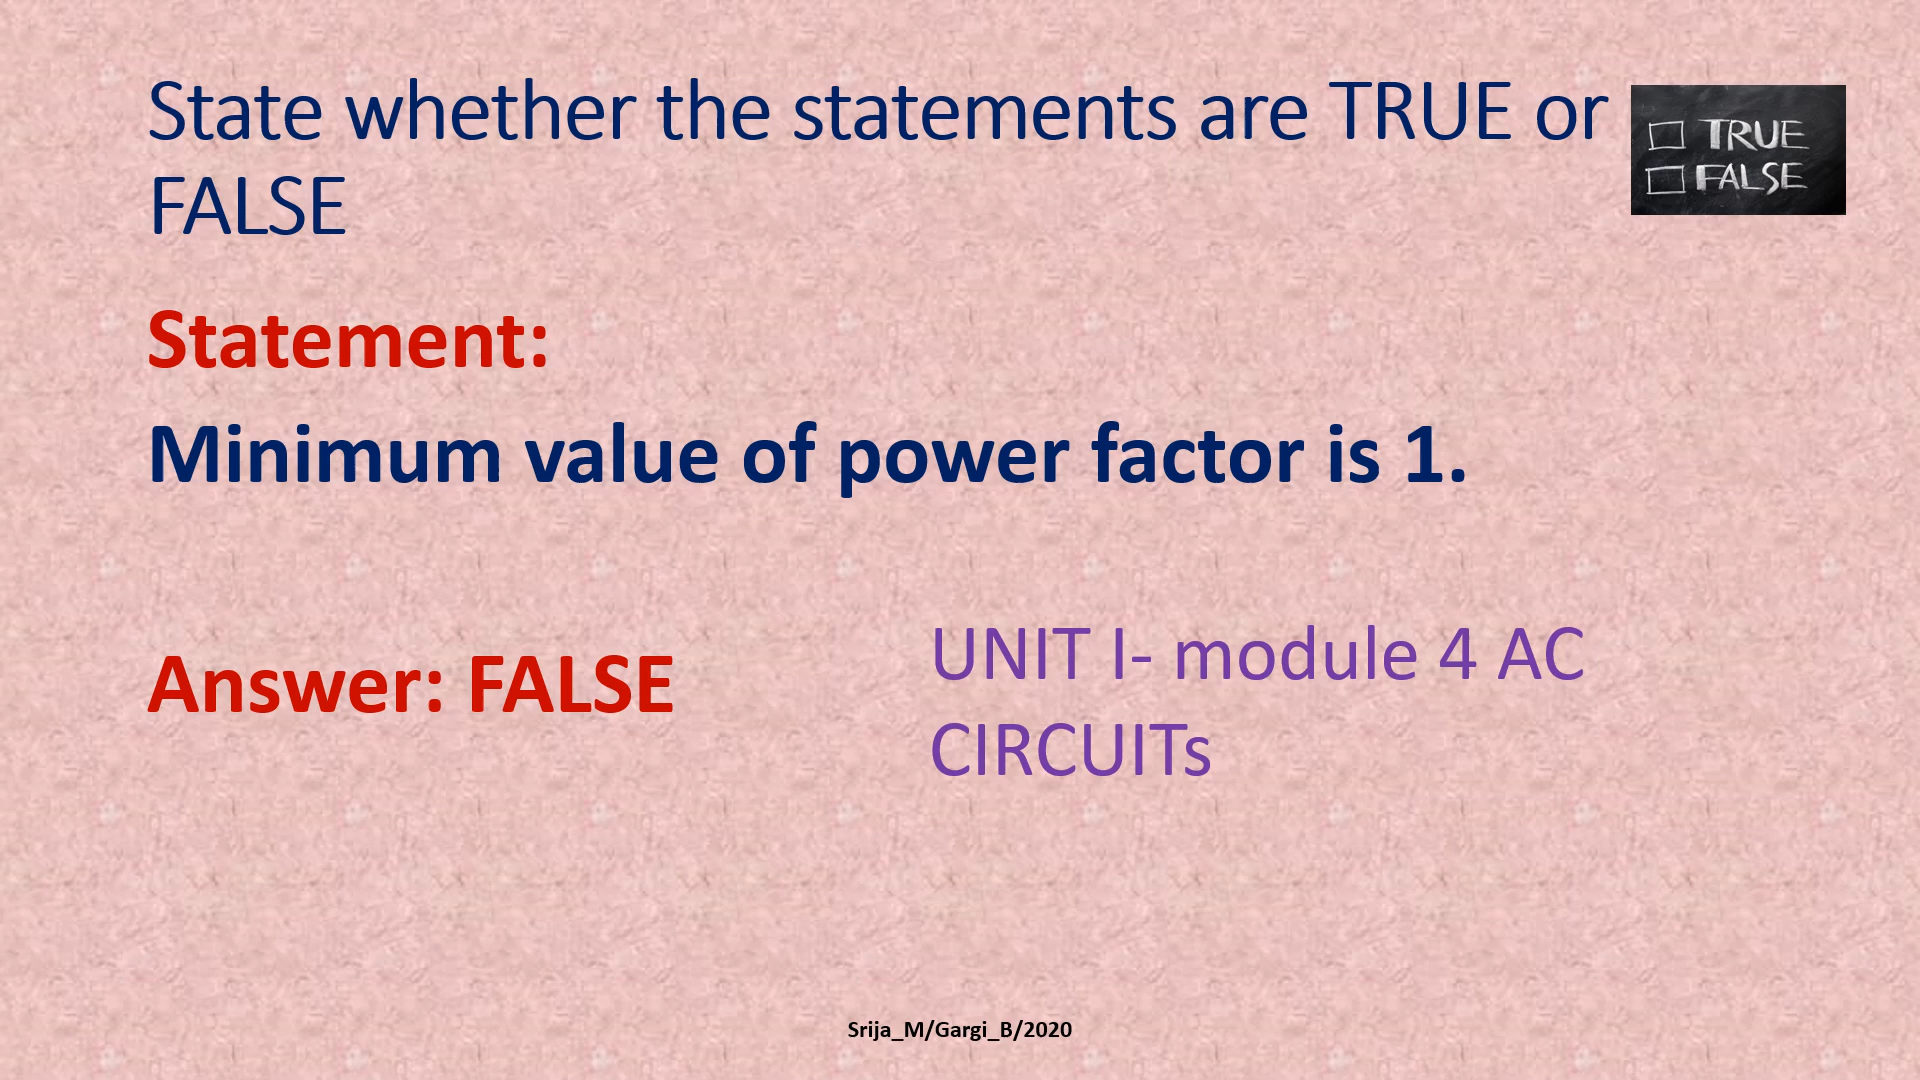 State whether the statements are TRUE or
FALSE
TRUE
FALSE
Statement:
Minimum value of power factor is 1.
Answer: FALSE
UNIT I- module 4 AC
CIRCUITs
Srija_M/Gargi_B/2020